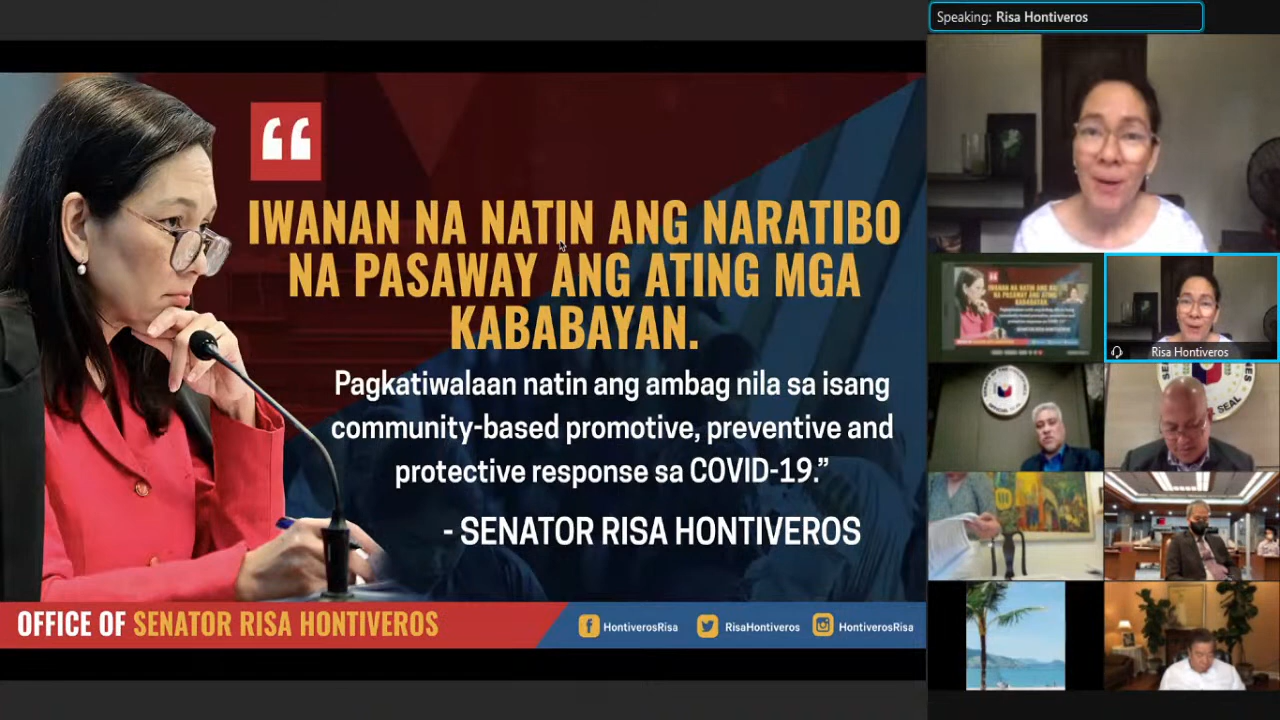 Speaking: Risa Hontiveros
“
IWANAN NA NATIN ANG NARATIBO
NA PASAWAY ANG ATING MGA
KABABAYAN.
Pagkatiwalaan natin ang ambag nila sa isang
community-based promotive, preventive and
protective response sa COVID-19.”
- SENATOR RISA HONTIVEROS
OFFICE OF SENATOR RISA HONTIVEROS
HontiverosRisa
RisaHontiveros
HontiverosRisa
Risa Hontiveros